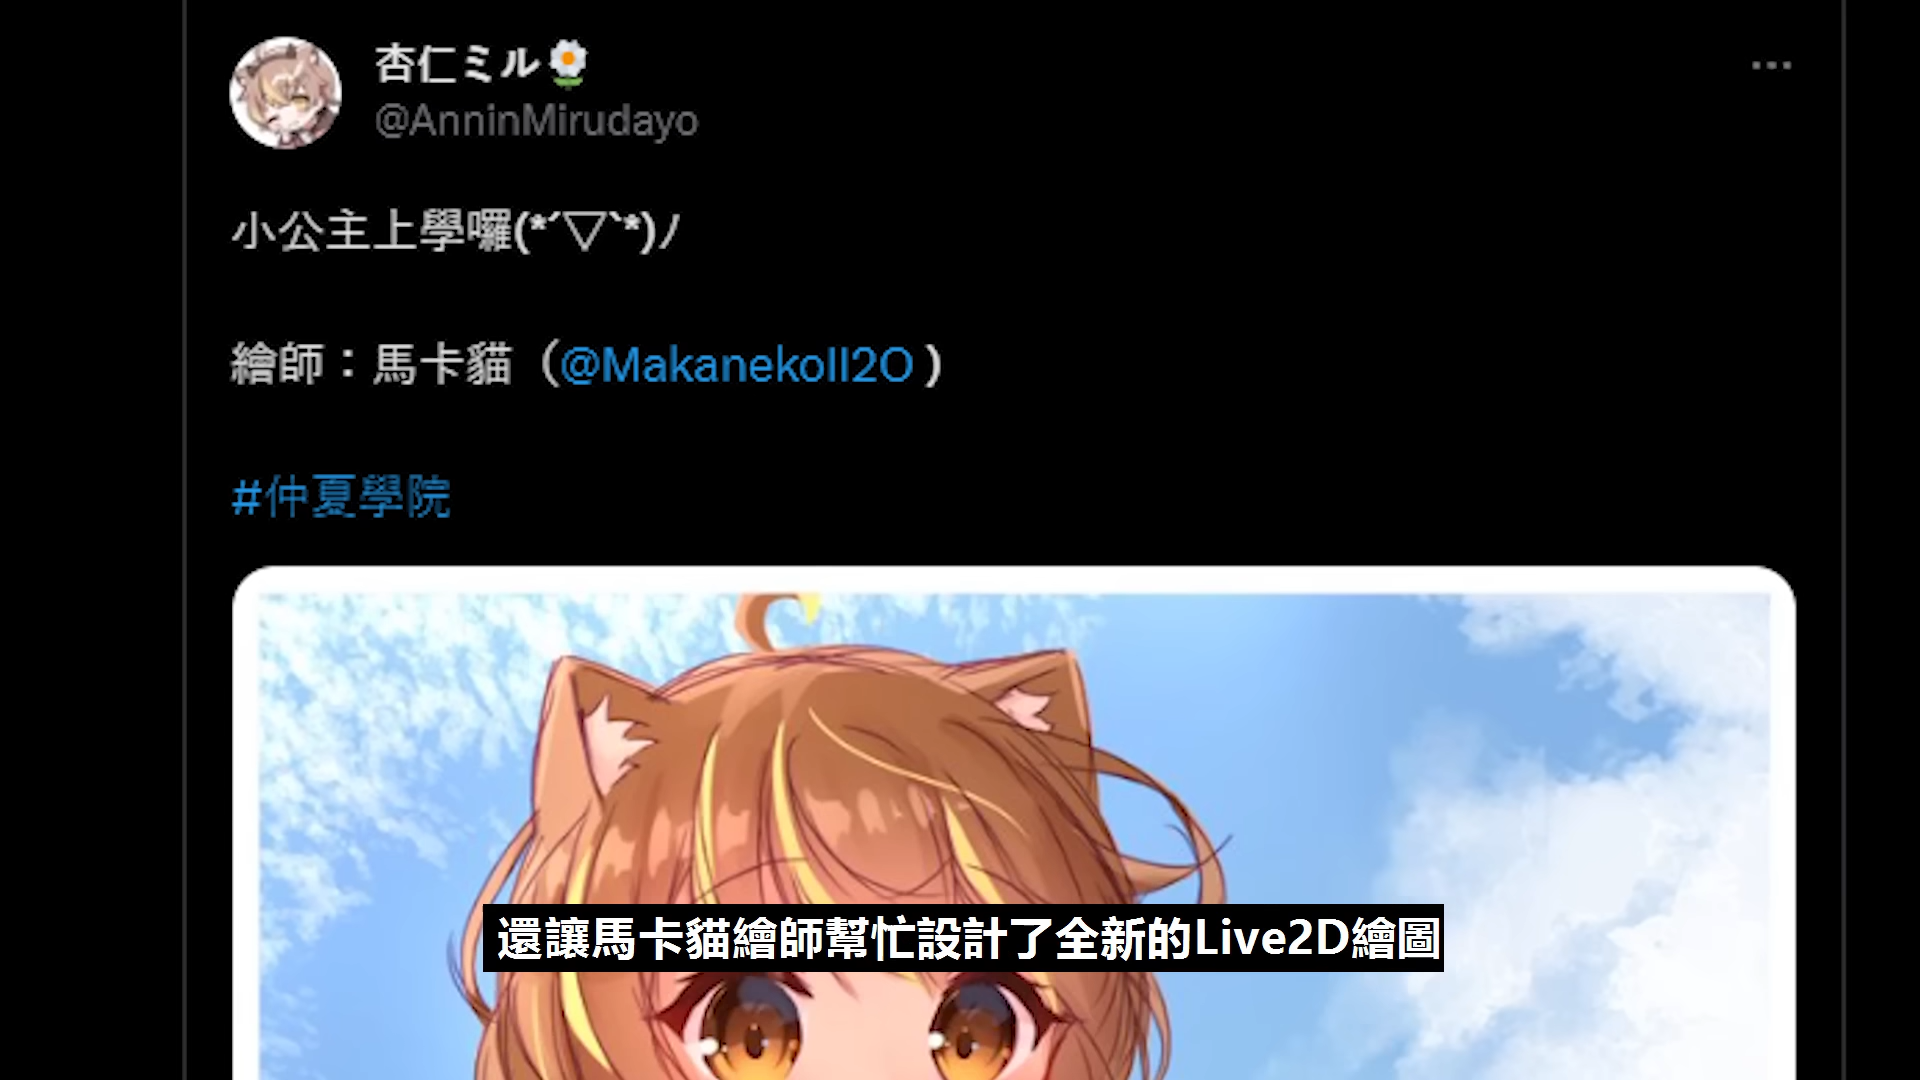 杏仁ミル🌼
@AnninMirudayo
小公主上學囉(*´▽`*)ﾉ
繪師：馬卡貓（@MakanekoII2O）
#仲夏學院
還讓馬卡貓繪師幫忙設計了全新的Live2D繪圖